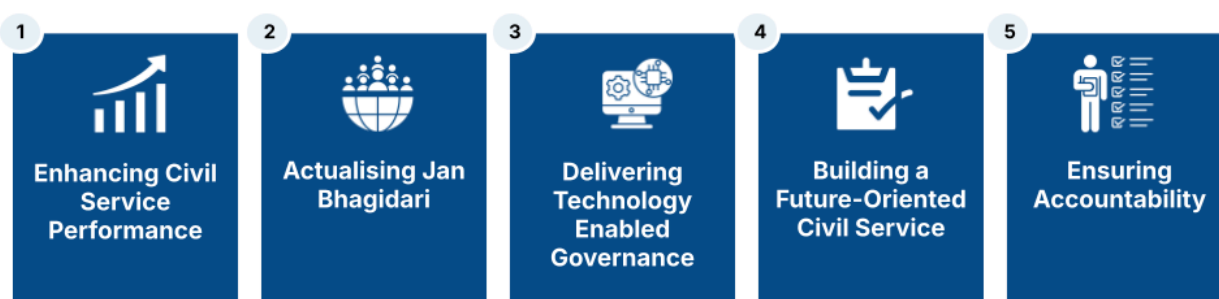 1
Enhancing Civil
Service
Performance
2
Actualising Jan
Bhagidari
3
Delivering
Technology
Enabled
Governance
4
Building a
Future-Oriented
Civil Service
5
Ensuring
Accountability